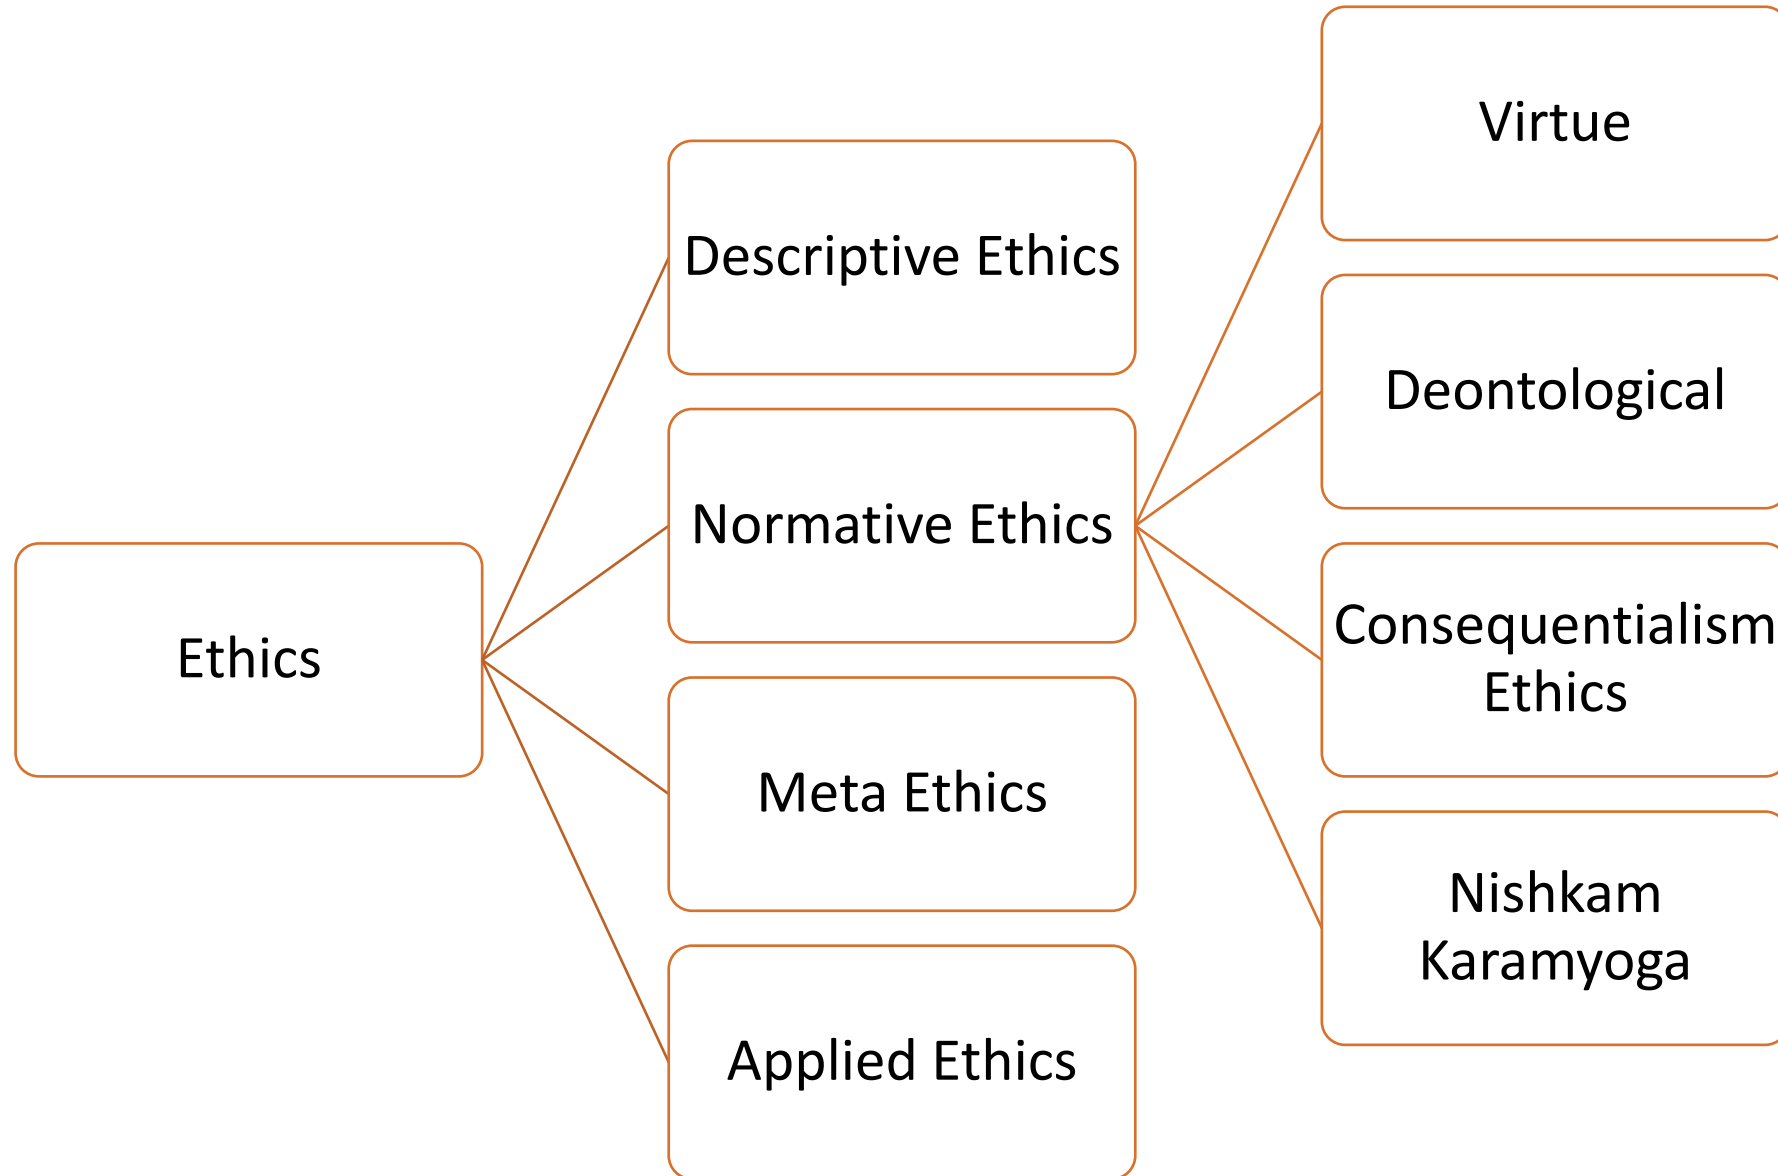 Ethics
Descriptive Ethics
Normative Ethics
Meta Ethics
Applied Ethics
Virtue
Deontological
Consequentialism
Ethics
Nishkam
Karamyoga